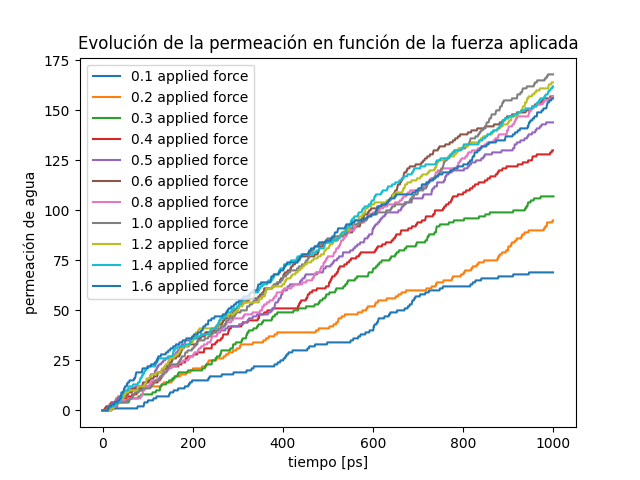 Evolución de la permeación en función de la fuerza aplicada
permeación de agua
175
150
125
100
75
50
25
0
0.1 applied force
0.2 applied force
0.3 applied force
0.4 applied force
0.5 applied force
0.6 applied force
0.8 applied force
1.0 applied force
1.2 applied force
1.4 applied force
1.6 applied force
0 200 400 600 800 1000
tiempo [ps]